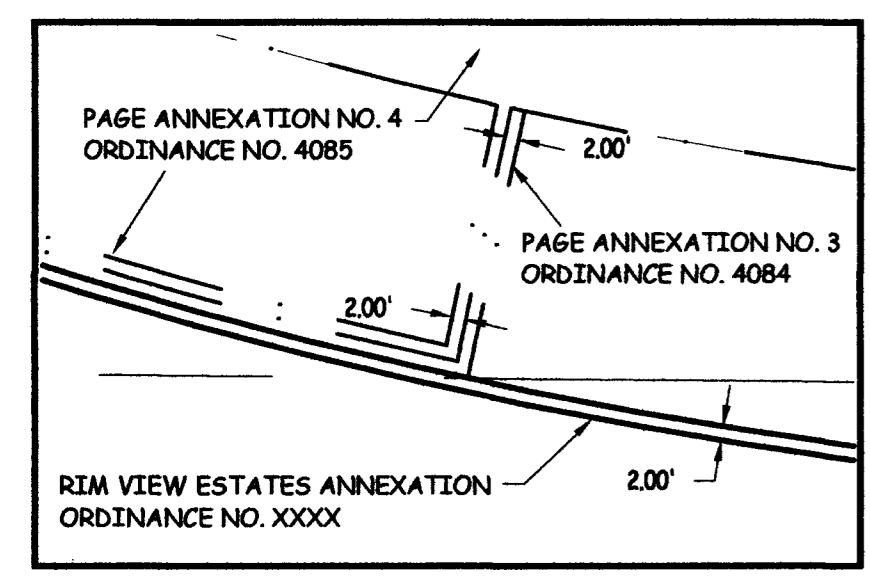 PAGE ANNEXATION NO. 4
ORDINANCE NO. 4085
2.00'
PAGE ANNEXATION NO. 3
ORDINANCE NO. 4084
2.00'
RIM VIEW ESTATES ANNEXATION
ORDINANCE NO. XXXX
2.00'